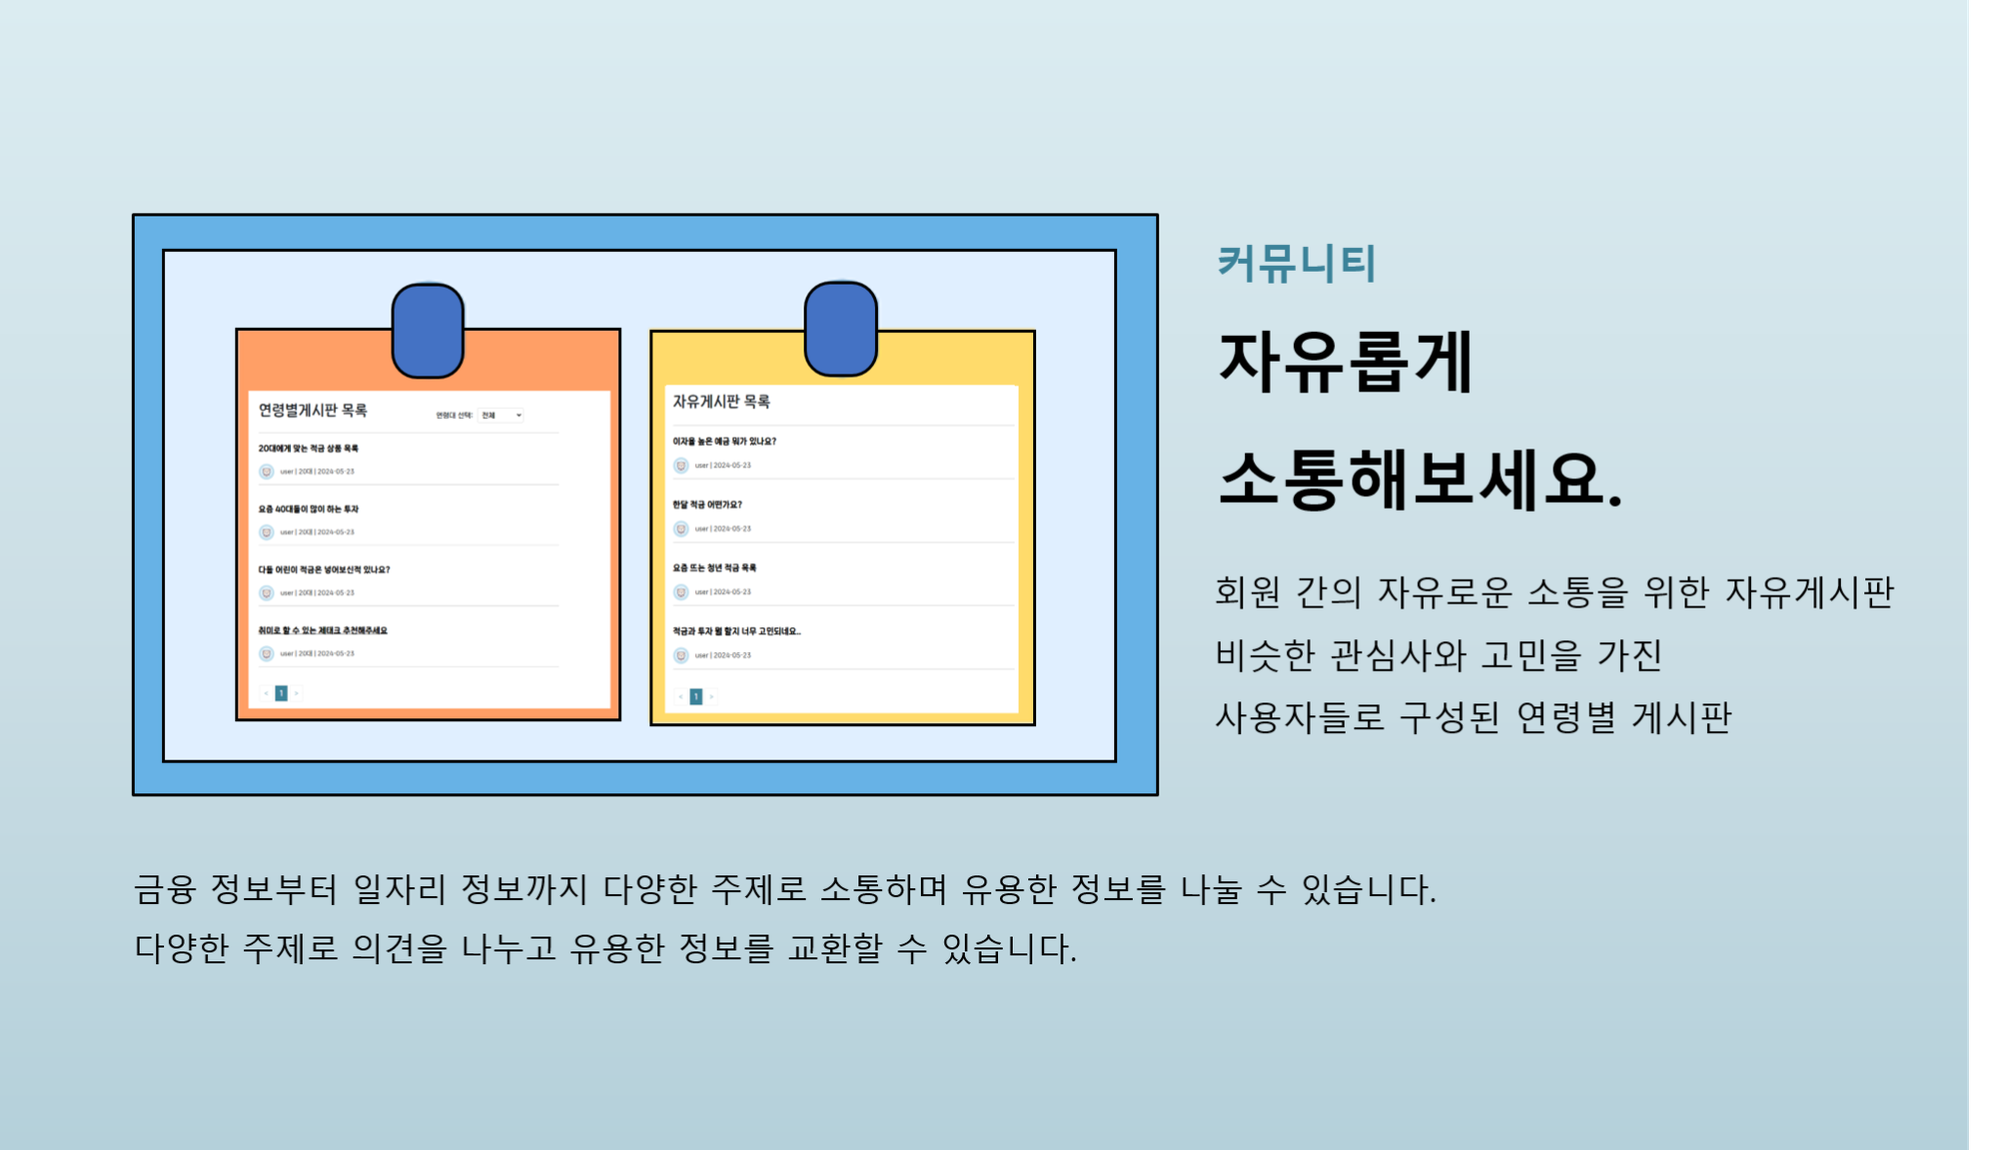 커뮤니티
자유롭게
소통해보세요.
회원 간의 자유로운 소통을 위한 자유게시판
비슷한 관심사와 고민을 가진
사용자들로 구성된 연령별 게시판
연령별게시판 목록
연령대 선택: 전체
20대에게 맞는 적금 상품 목록
user | 20대 | 2024-05-23
요즘 40대들이 많이 하는 투자
user | 20대 | 2024-05-23
다들 어린이 적금은 넣어보신적 있나요?
user | 20대 | 2024-05-23
취미로 할 수 있는 제태크 추천해주세요
user | 20대 | 2024-05-23
< 1 >
자유게시판 목록
이자율 높은 예금 뭐가 있나요?
user | 2024-05-23
한달 적금 어떤가요?
user | 2024-05-23
요즘 뜨는 청년 적금 목록
user | 2024-05-23
적금과 투자 뭘 할지 너무 고민되네요..
user | 2024-05-23
< 1 >
금융 정보부터 일자리 정보까지 다양한 주제로 소통하며 유용한 정보를 나눌 수 있습니다.
다양한 주제로 의견을 나누고 유용한 정보를 교환할 수 있습니다.